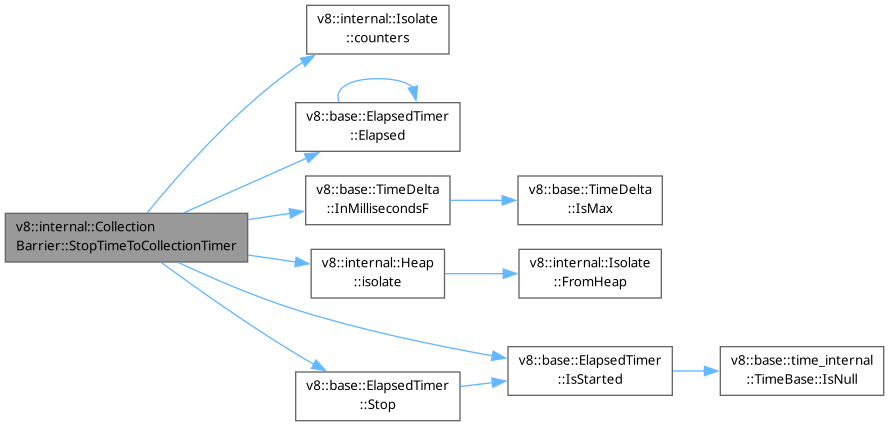 v8::internal::Isolate
::counters
v8::base::ElapsedTimer
::Elapsed
v8::base::TimeDelta
::InMillisecondsF
v8::base::TimeDelta
::IsMax
v8::internal::Collection
Barrier::StopTimeToCollectionTimer
v8::internal::Heap
::isolate
v8::internal::Isolate
::FromHeap
v8::base::ElapsedTimer
::IsStarted
v8::base::time_internal
::TimeBase::IsNull
v8::base::ElapsedTimer
::Stop